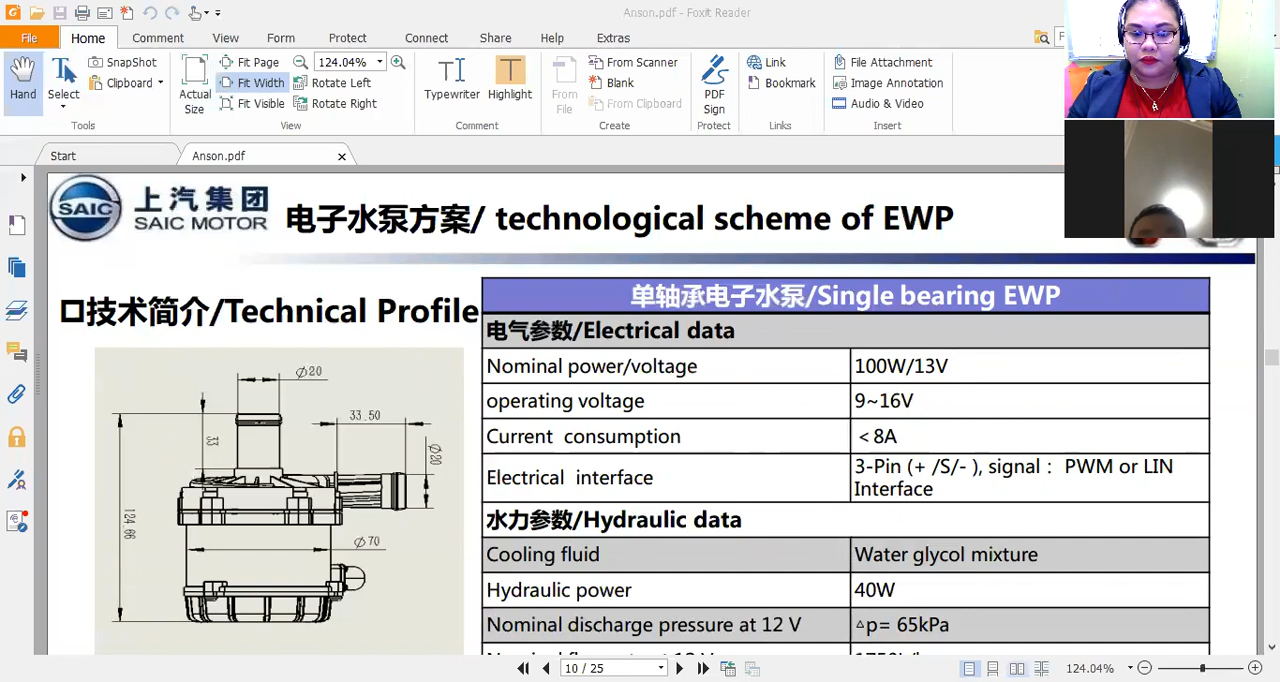 Anson.pdf - Foxit Reader
File Home Comment View Form Protect Connect Share Help Extras
Hand
Select
SnapShot
Clipboard
Tools
Actual Size
Fit Page
Fit Width
Fit Visible
124.04%
Rotate Left
Rotate Right
View
Typewriter
Highlight
Comment
From File
From Scanner
Blank
From Clipboard
Create
PDF Sign
Protect
Link
Bookmark
Links
File Attachment
Image Annotation
Audio & Video
Insert
Start
Anson.pdf
SAIC
上汽集团
SAIC MOTOR
电子水泵方案/ technological scheme of EWP
口技术简介/Technical Profile
∅20
33.50
33
∅20
124.66
∅70
单轴承电子水泵/Single bearing EWP
电气参数/Electrical data
Nominal power/voltage 100W/13V
operating voltage 9~16V
Current consumption ＜8A
Electrical interface 3-Pin (+ /S/- ), signal： PWM or LIN
Interface
水力参数/Hydraulic data
Cooling fluid Water glycol mixture
Hydraulic power 40W
Nominal discharge pressure at 12 V △p= 65kPa
10 / 25
124.04%